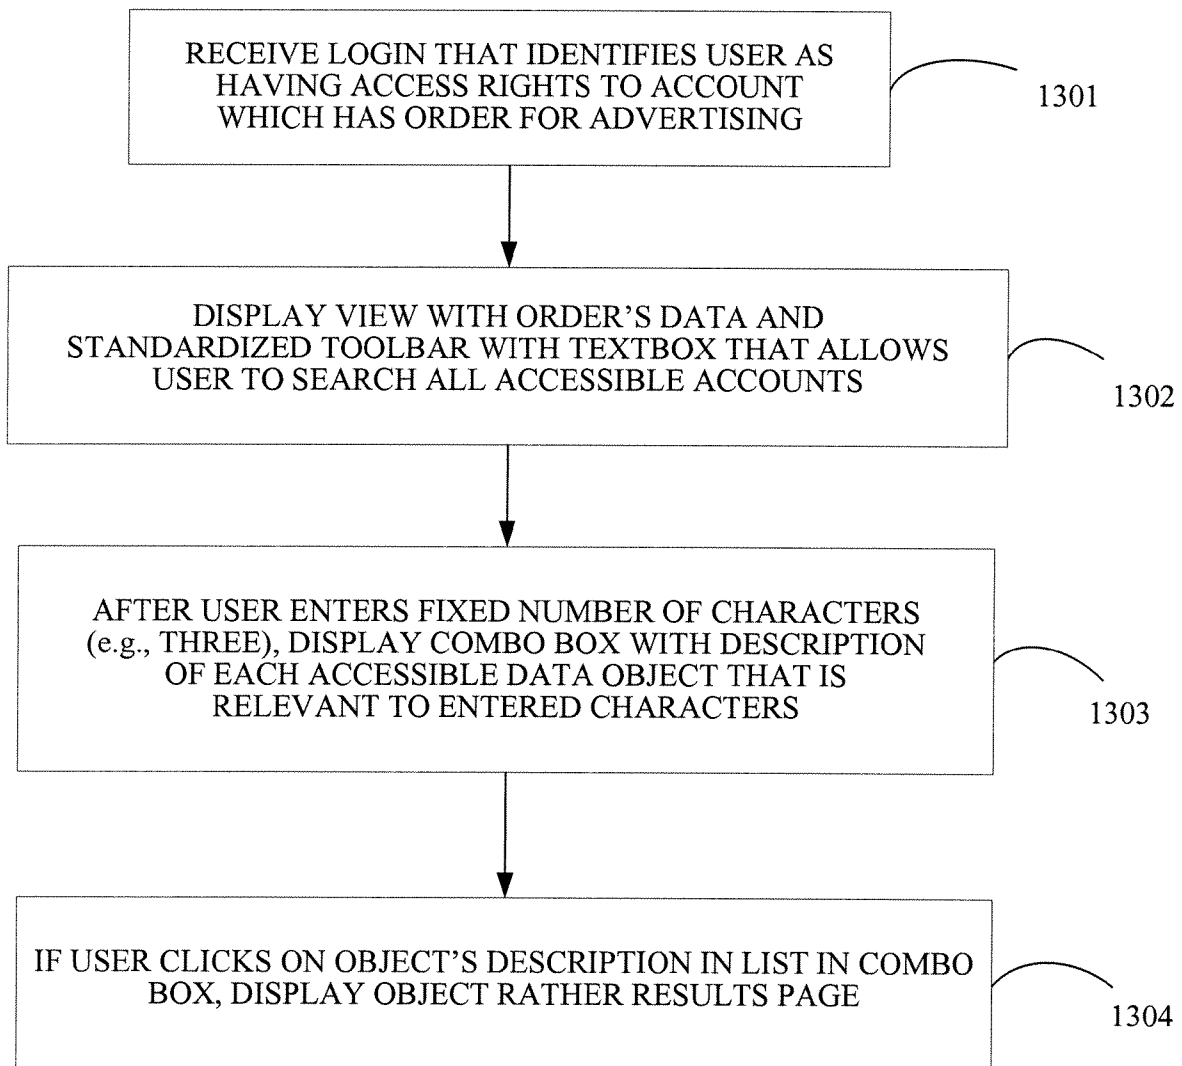 RECEIVE LOGIN THAT IDENTIFIES USER AS
HAVING ACCESS RIGHTS TO ACCOUNT
WHICH HAS ORDER FOR ADVERTISING
1301
DISPLAY VIEW WITH ORDER'S DATA AND
STANDARDIZED TOOLBAR WITH TEXTBOX THAT ALLOWS
USER TO SEARCH ALL ACCESSIBLE ACCOUNTS
1302
AFTER USER ENTERS FIXED NUMBER OF CHARACTERS
(e.g., THREE), DISPLAY COMBO BOX WITH DESCRIPTION
OF EACH ACCESSIBLE DATA OBJECT THAT IS
RELEVANT TO ENTERED CHARACTERS
1303
IF USER CLICKS ON OBJECT'S DESCRIPTION IN LIST IN COMBO
BOX, DISPLAY OBJECT RATHER RESULTS PAGE
1304